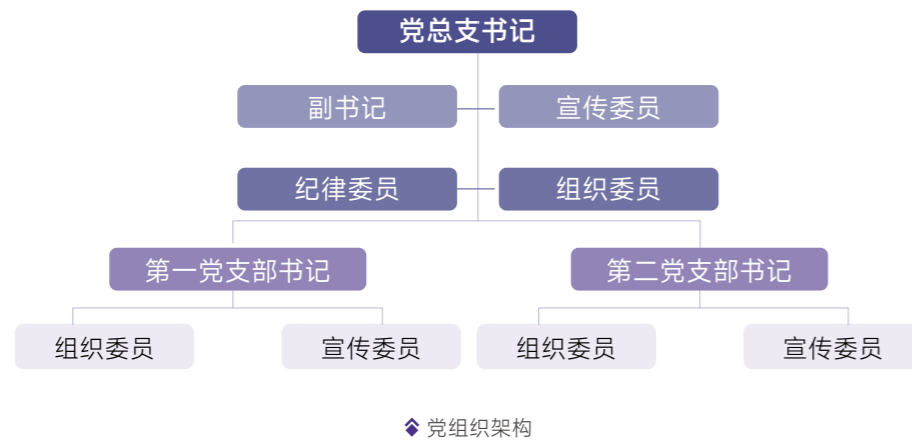 党总支书记
副书记
宣传委员
纪律委员
组织委员
第一党支部书记
第二党支部书记
组织委员
宣传委员
组织委员
宣传委员
党组织架构